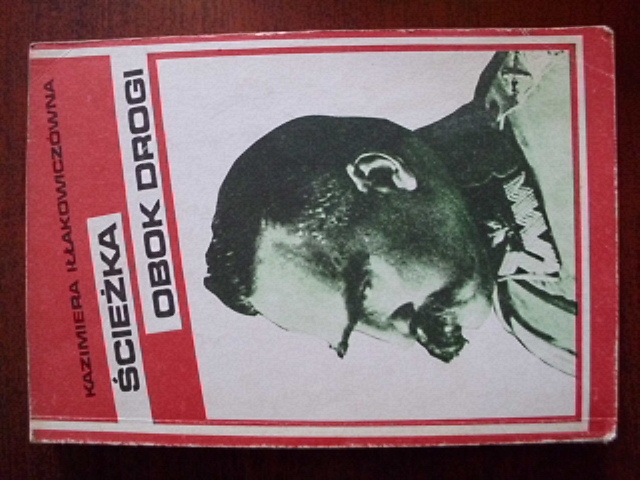 KAZIMIERA IŁŁAKOWICZÓWNA
ŚCIEŻKA
OBOK DROGI